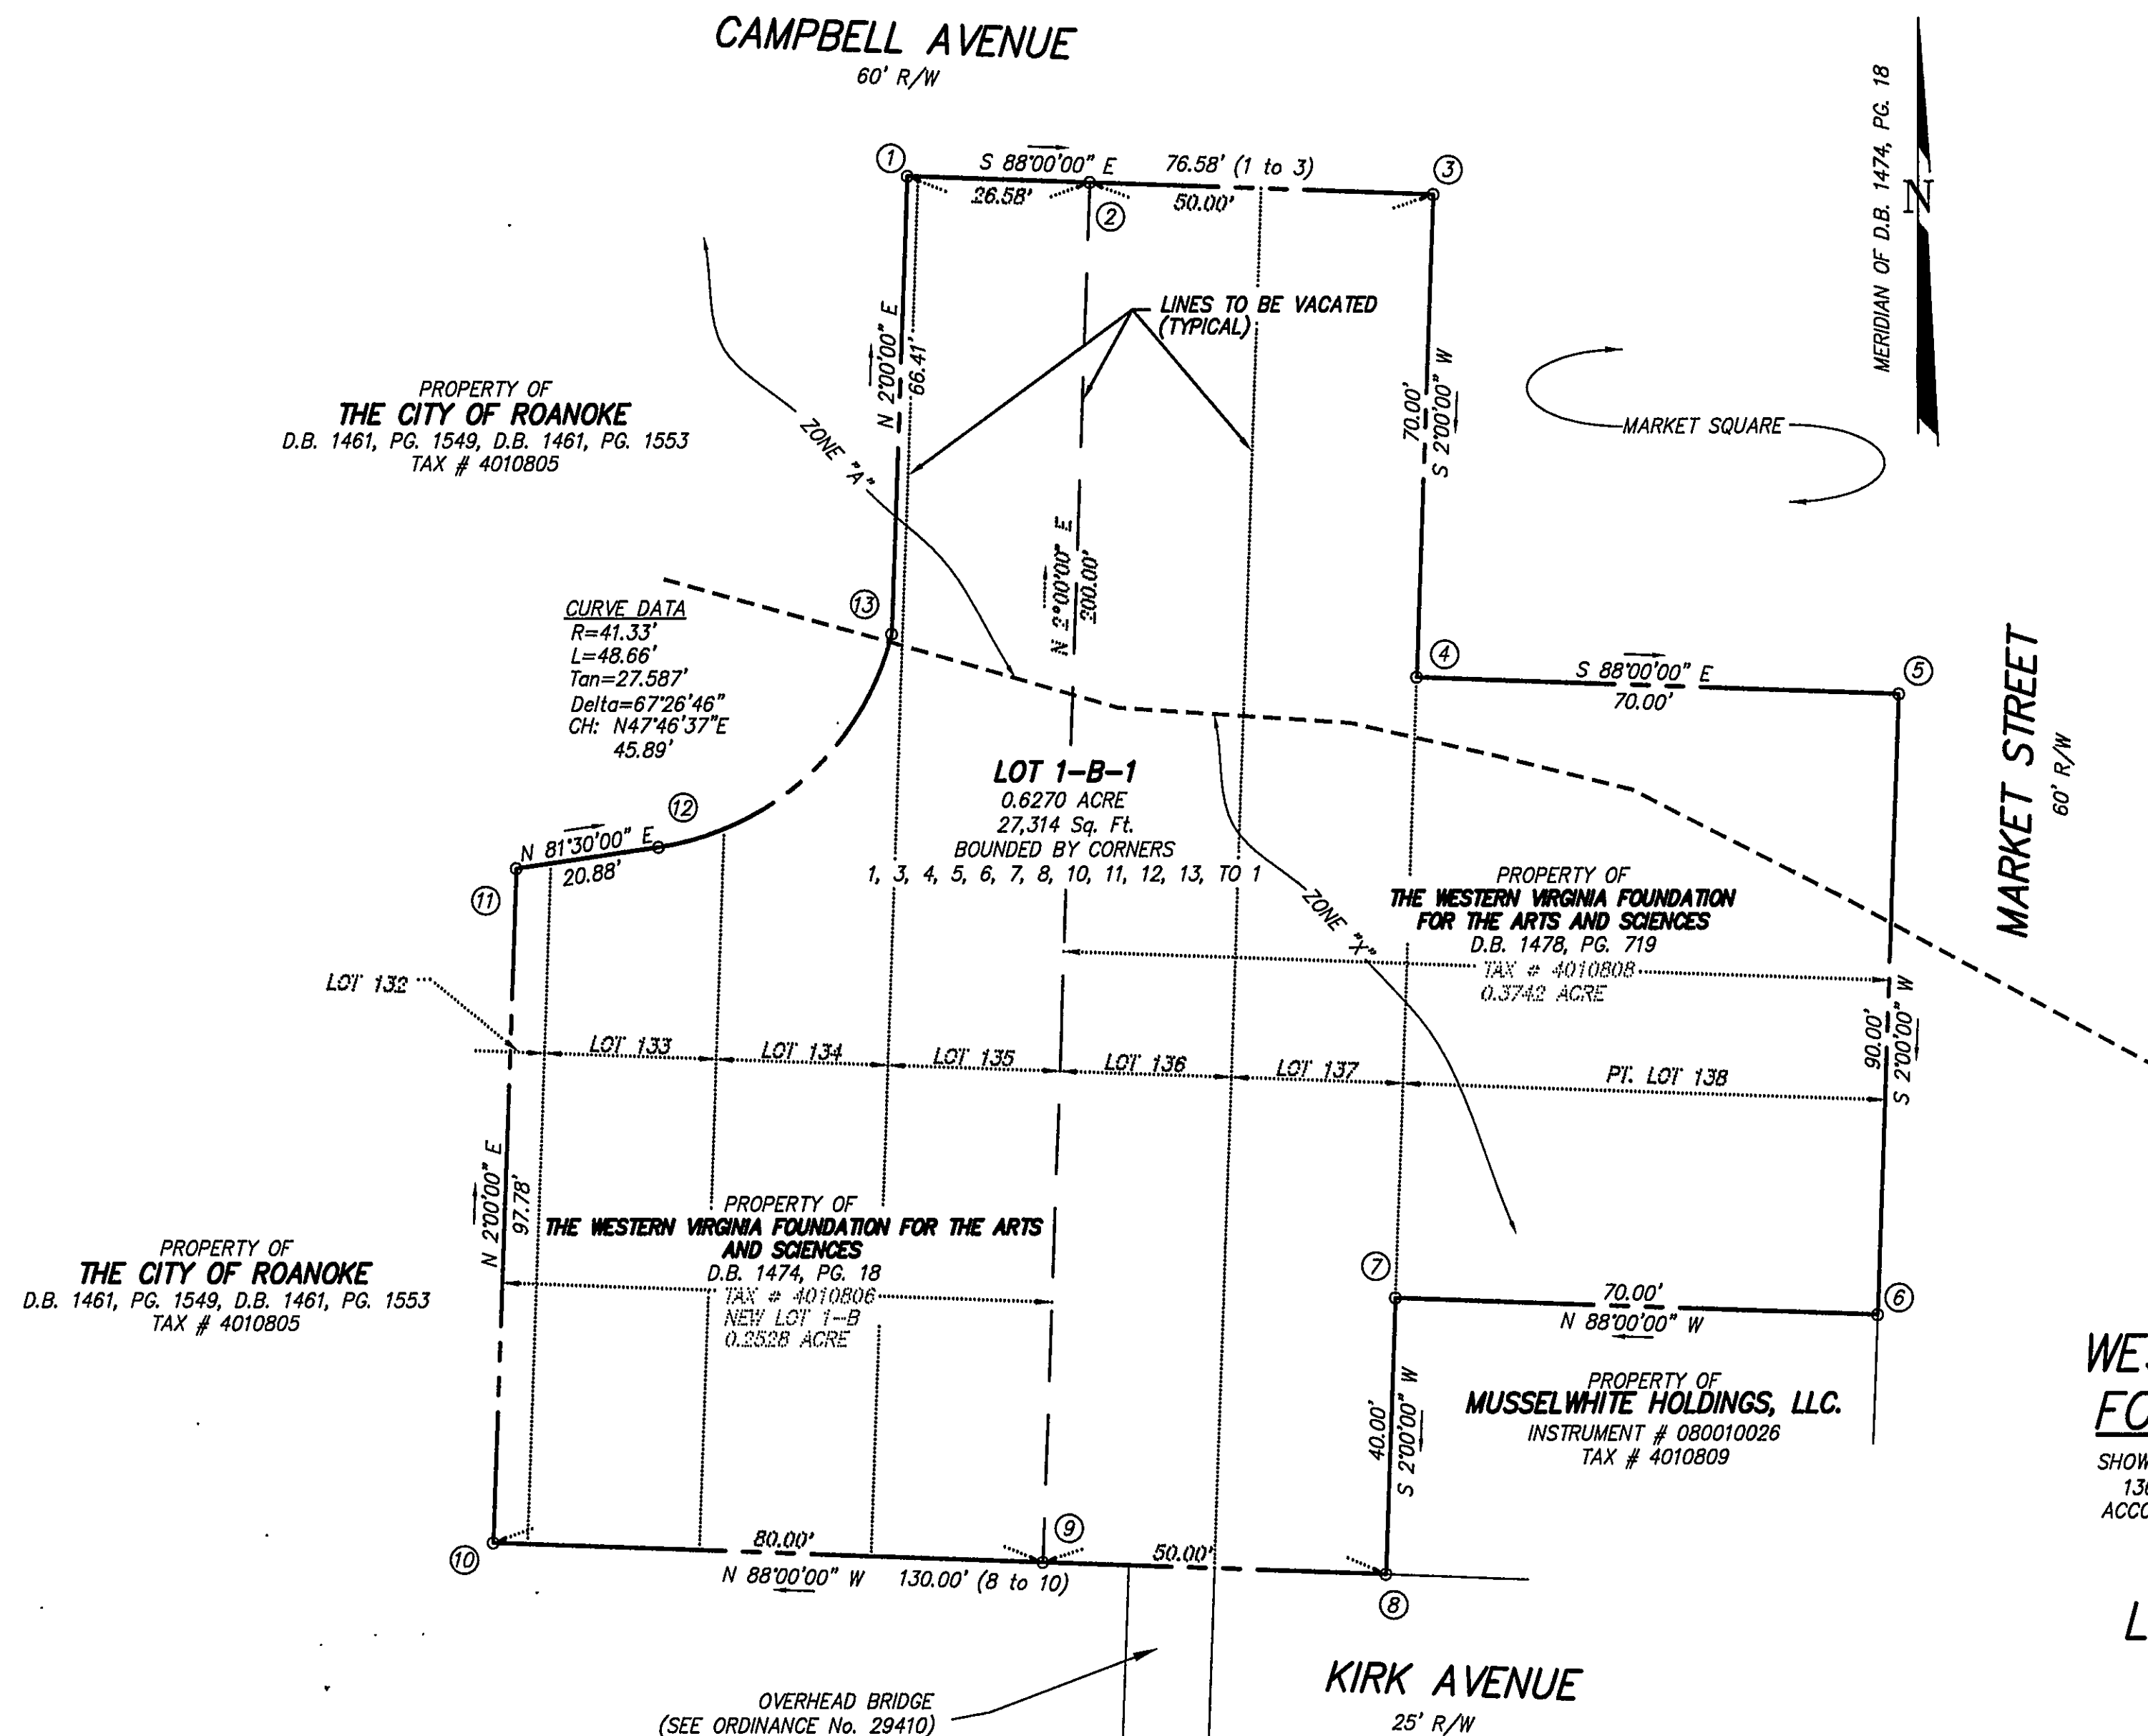 CAMPBELL AVENUE
60' R/W
MERIDIAN OF D.B. 1474, PG. 18
N
1
S 88°00'00" E
76.58' (1 to 3)
3
26.58'
2
50.00'
LINES TO BE VACATED
(TYPICAL)
N 2°00'00" E
66.41'
70.00'
S 2°00'00" W
MARKET SQUARE
PROPERTY OF
THE CITY OF ROANOKE
D.B. 1461, PG. 1549, D.B. 1461, PG. 1553
TAX # 4010805
ZONE "A"
N 2°00'00" E
200.00'
CURVE DATA
R=41.33'
L=48.66'
Tan=27.587'
Delta=67°26'46"
CH: N47°46'37"E
45.89'
13
4
S 88°00'00" E
70.00'
5
MARKET STREET
60' R/W
12
N 81°30'00" E
20.88'
11
LOT 1-B-1
0.6270 ACRE
27,314 Sq. Ft.
BOUNDED BY CORNERS
1, 3, 4, 5, 6, 7, 8, 10, 11, 12, 13, TO 1
ZONE "X"
PROPERTY OF
THE WESTERN VIRGINIA FOUNDATION
FOR THE ARTS AND SCIENCES
D.B. 1478, PG. 719
TAX # 4010808
0.3742 ACRE
LOT 132
LOT 133
LOT 134
LOT 135
LOT 136
LOT 137
PT. LOT 138
90.00'
S 2°00'00" W
N 2°00'00" E
97.78'
PROPERTY OF
THE WESTERN VIRGINIA FOUNDATION FOR THE ARTS
AND SCIENCES
D.B. 1474, PG. 18
TAX # 4010806
NEW LOT 1-B
0.2528 ACRE
PROPERTY OF
THE CITY OF ROANOKE
D.B. 1461, PG. 1549, D.B. 1461, PG. 1553
TAX # 4010805
7
70.00'
N 88°00'00" W
6
40.00'
S 2°00'00" W
PROPERTY OF
MUSSELWHITE HOLDINGS, LLC.
INSTRUMENT # 080010026
TAX # 4010809
WES
FO
SHOW
ACCO
L
10
80.00'
9
50.00'
N 88°00'00" W
130.00' (8 to 10)
8
OVERHEAD BRIDGE
(SEE ORDINANCE No. 29410)
KIRK AVENUE
25' R/W